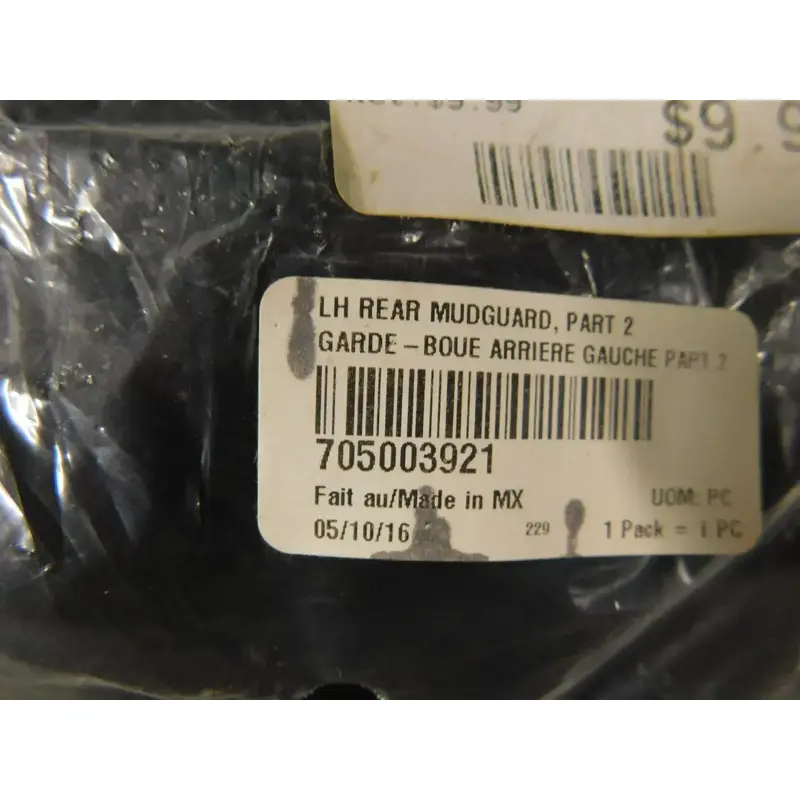 $9.9
LH REAR MUDGUARD, PART 2
GARDE-BOUE ARRIERE GAUCHE PART 2
705003921
Fait au/Made in MX
UOM: PC
05/10/16
229
1 Pack = 1 PC